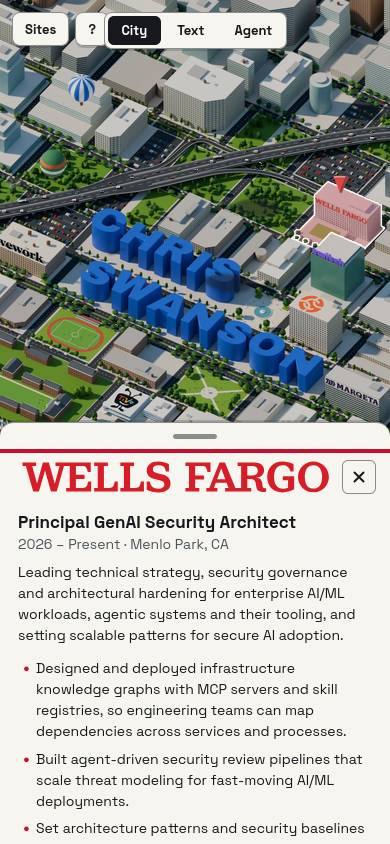 Sites
?
City
Text
Agent
WELLS FARGO
CHRIS
SWANSON
MARQETA
TiVo
WELLS FARGO
Principal GenAI Security Architect
2026 – Present · Menlo Park, CA
Leading technical strategy, security governance
and architectural hardening for enterprise AI/ML
workloads, agentic systems and their tooling, and
setting scalable patterns for secure AI adoption.
• Designed and deployed infrastructure
knowledge graphs with MCP servers and skill
registries, so engineering teams can map
dependencies across services and processes.
• Built agent-driven security review pipelines that
scale threat modeling for fast-moving AI/ML
deployments.
• Set architecture patterns and security baselines